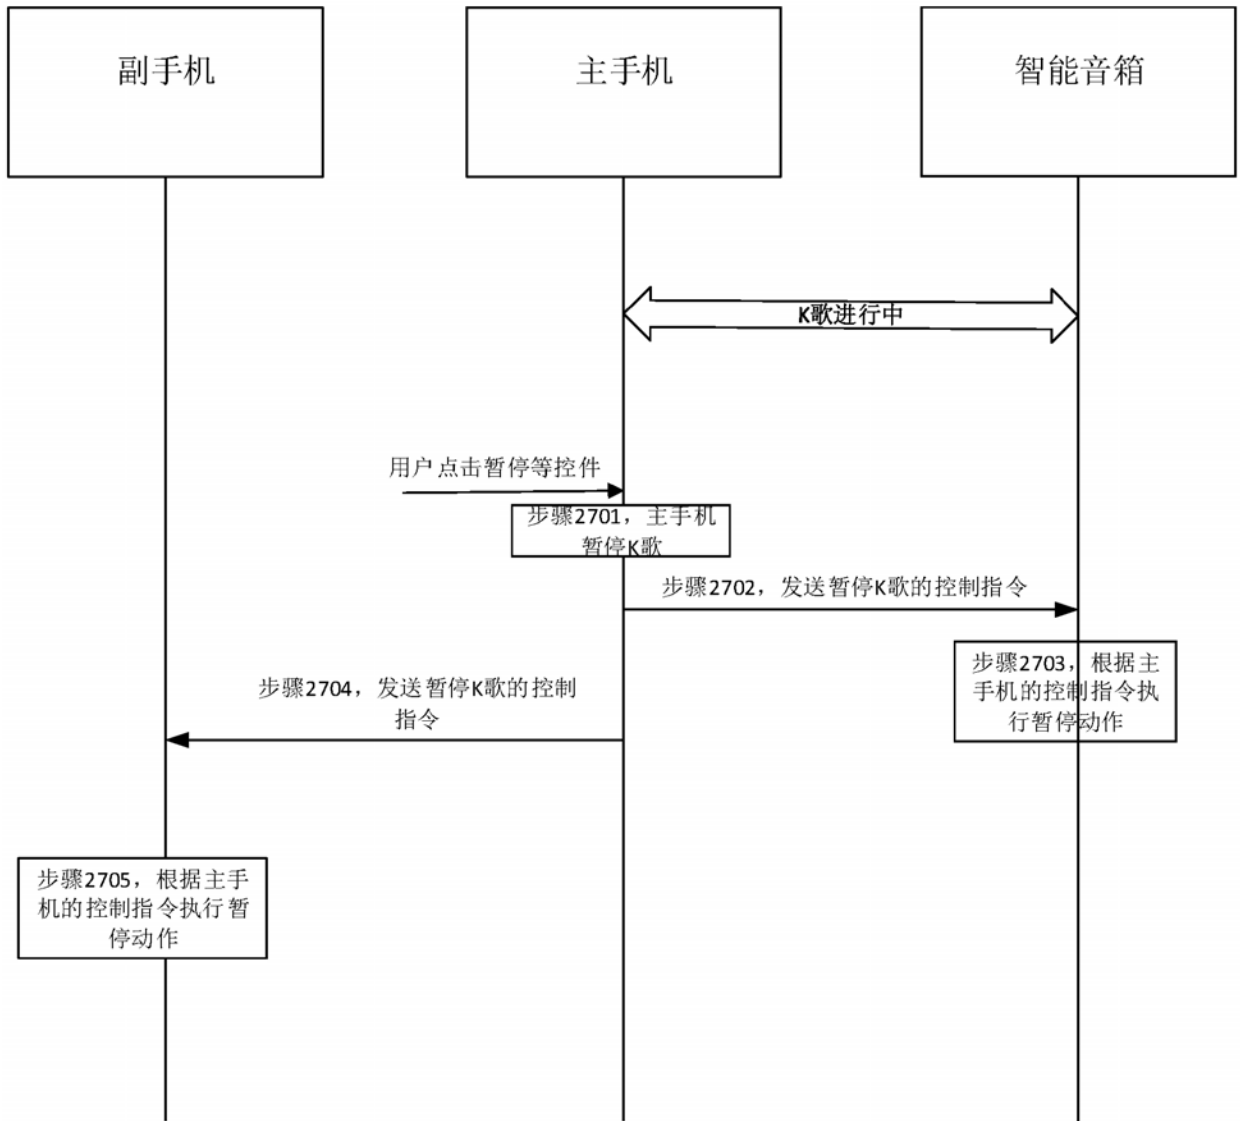 副手机
主手机
智能音箱
K歌进行中
用户点击暂停等控件
步骤2701，主手机
暂停K歌
步骤2702，发送暂停K歌的控制指令
步骤2703，根据主
手机的控制指令执
行暂停动作
步骤2704，发送暂停K歌的控制
指令
步骤2705，根据主手
机的控制指令执行暂
停动作